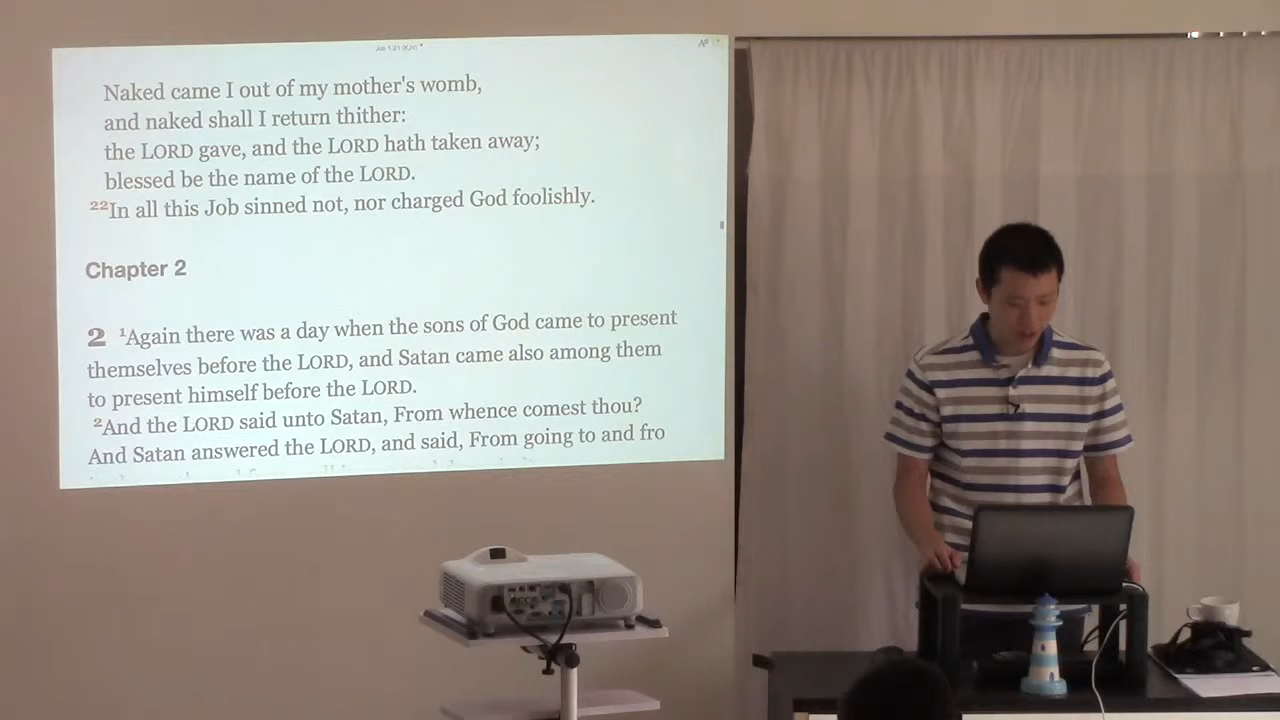 Job 1:21 (KJV)
Naked came I out of my mother's womb,
and naked shall I return thither:
the LORD gave, and the LORD hath taken away;
blessed be the name of the LORD.
22In all this Job sinned not, nor charged God foolishly.
Chapter 2
2 1Again there was a day when the sons of God came to present
themselves before the LORD, and Satan came also among them
to present himself before the LORD.
2And the LORD said unto Satan, From whence comest thou?
And Satan answered the LORD, and said, From going to and fro